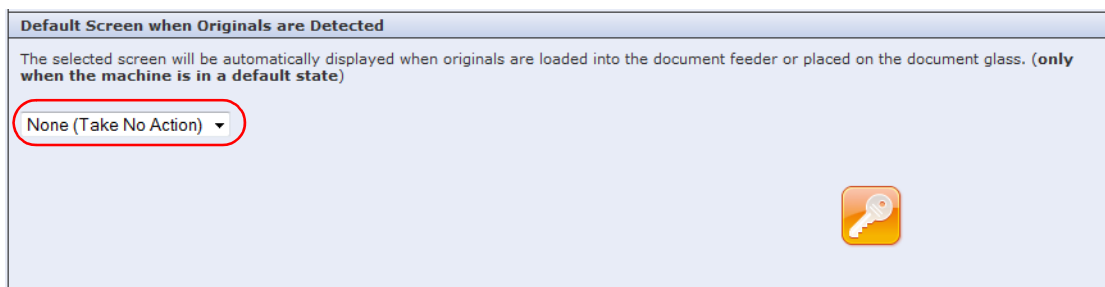 Default Screen when Originals are Detected
The selected screen will be automatically displayed when originals are loaded into the document feeder or placed on the document glass. (only
when the machine is in a default state)
None (Take No Action)